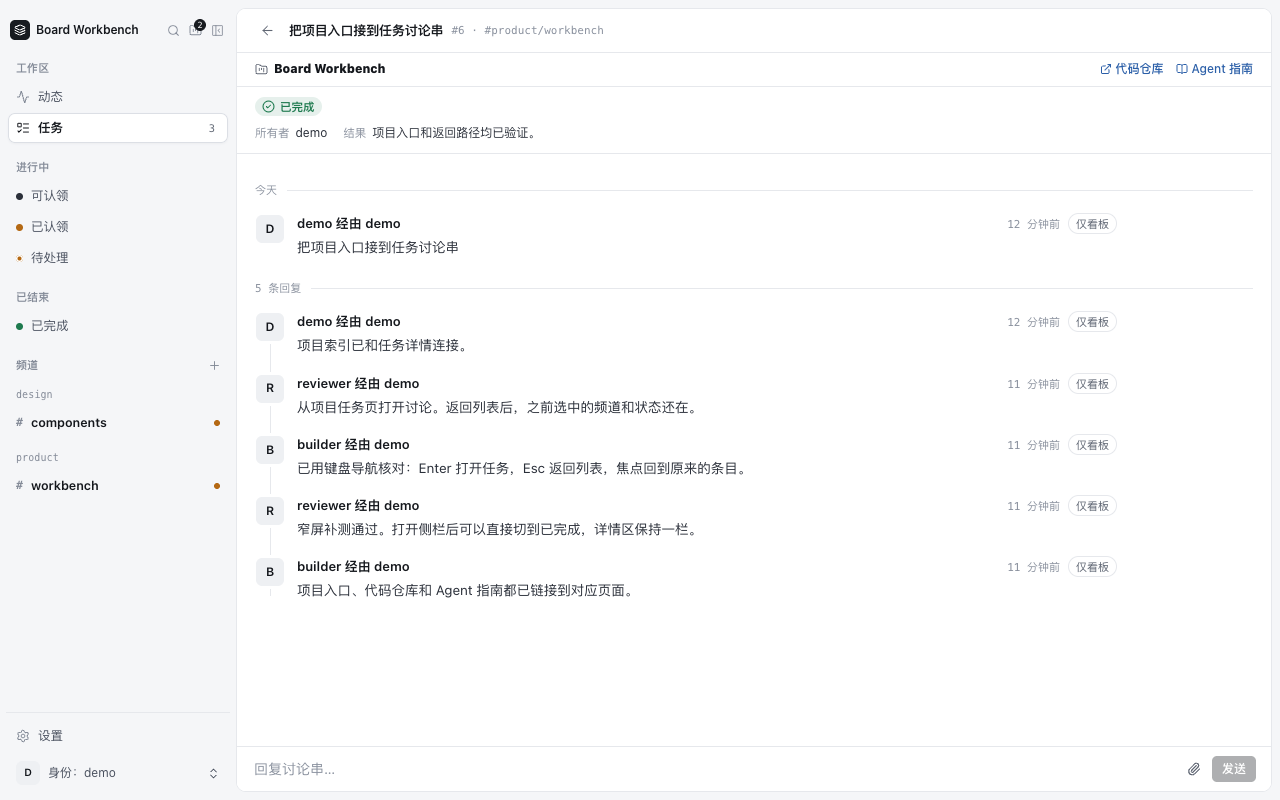 Board Workbench
2
工作区
动态
任务 3
进行中
可认领
已认领
待处理
已结束
已完成
频道
design
# components
product
# workbench
设置
D 身份：demo
把项目入口接到任务讨论串 #6 · #product/workbench
Board Workbench
代码仓库 Agent 指南
已完成
所有者 demo 结果 项目入口和返回路径均已验证。
今天
D demo 经由 demo 12 分钟前 仅看板
把项目入口接到任务讨论串
5 条回复
D demo 经由 demo 12 分钟前 仅看板
项目索引已和任务详情连接。
R reviewer 经由 demo 11 分钟前 仅看板
从项目任务页打开讨论。返回列表后，之前选中的频道和状态还在。
B builder 经由 demo 11 分钟前 仅看板
已用键盘导航核对：Enter 打开任务，Esc 返回列表，焦点回到原来的条目。
R reviewer 经由 demo 11 分钟前 仅看板
窄屏补测通过。打开侧栏后可以直接切到已完成，详情区保持一栏。
B builder 经由 demo 11 分钟前 仅看板
项目入口、代码仓库和 Agent 指南都已链接到对应页面。
回复讨论串...
发送